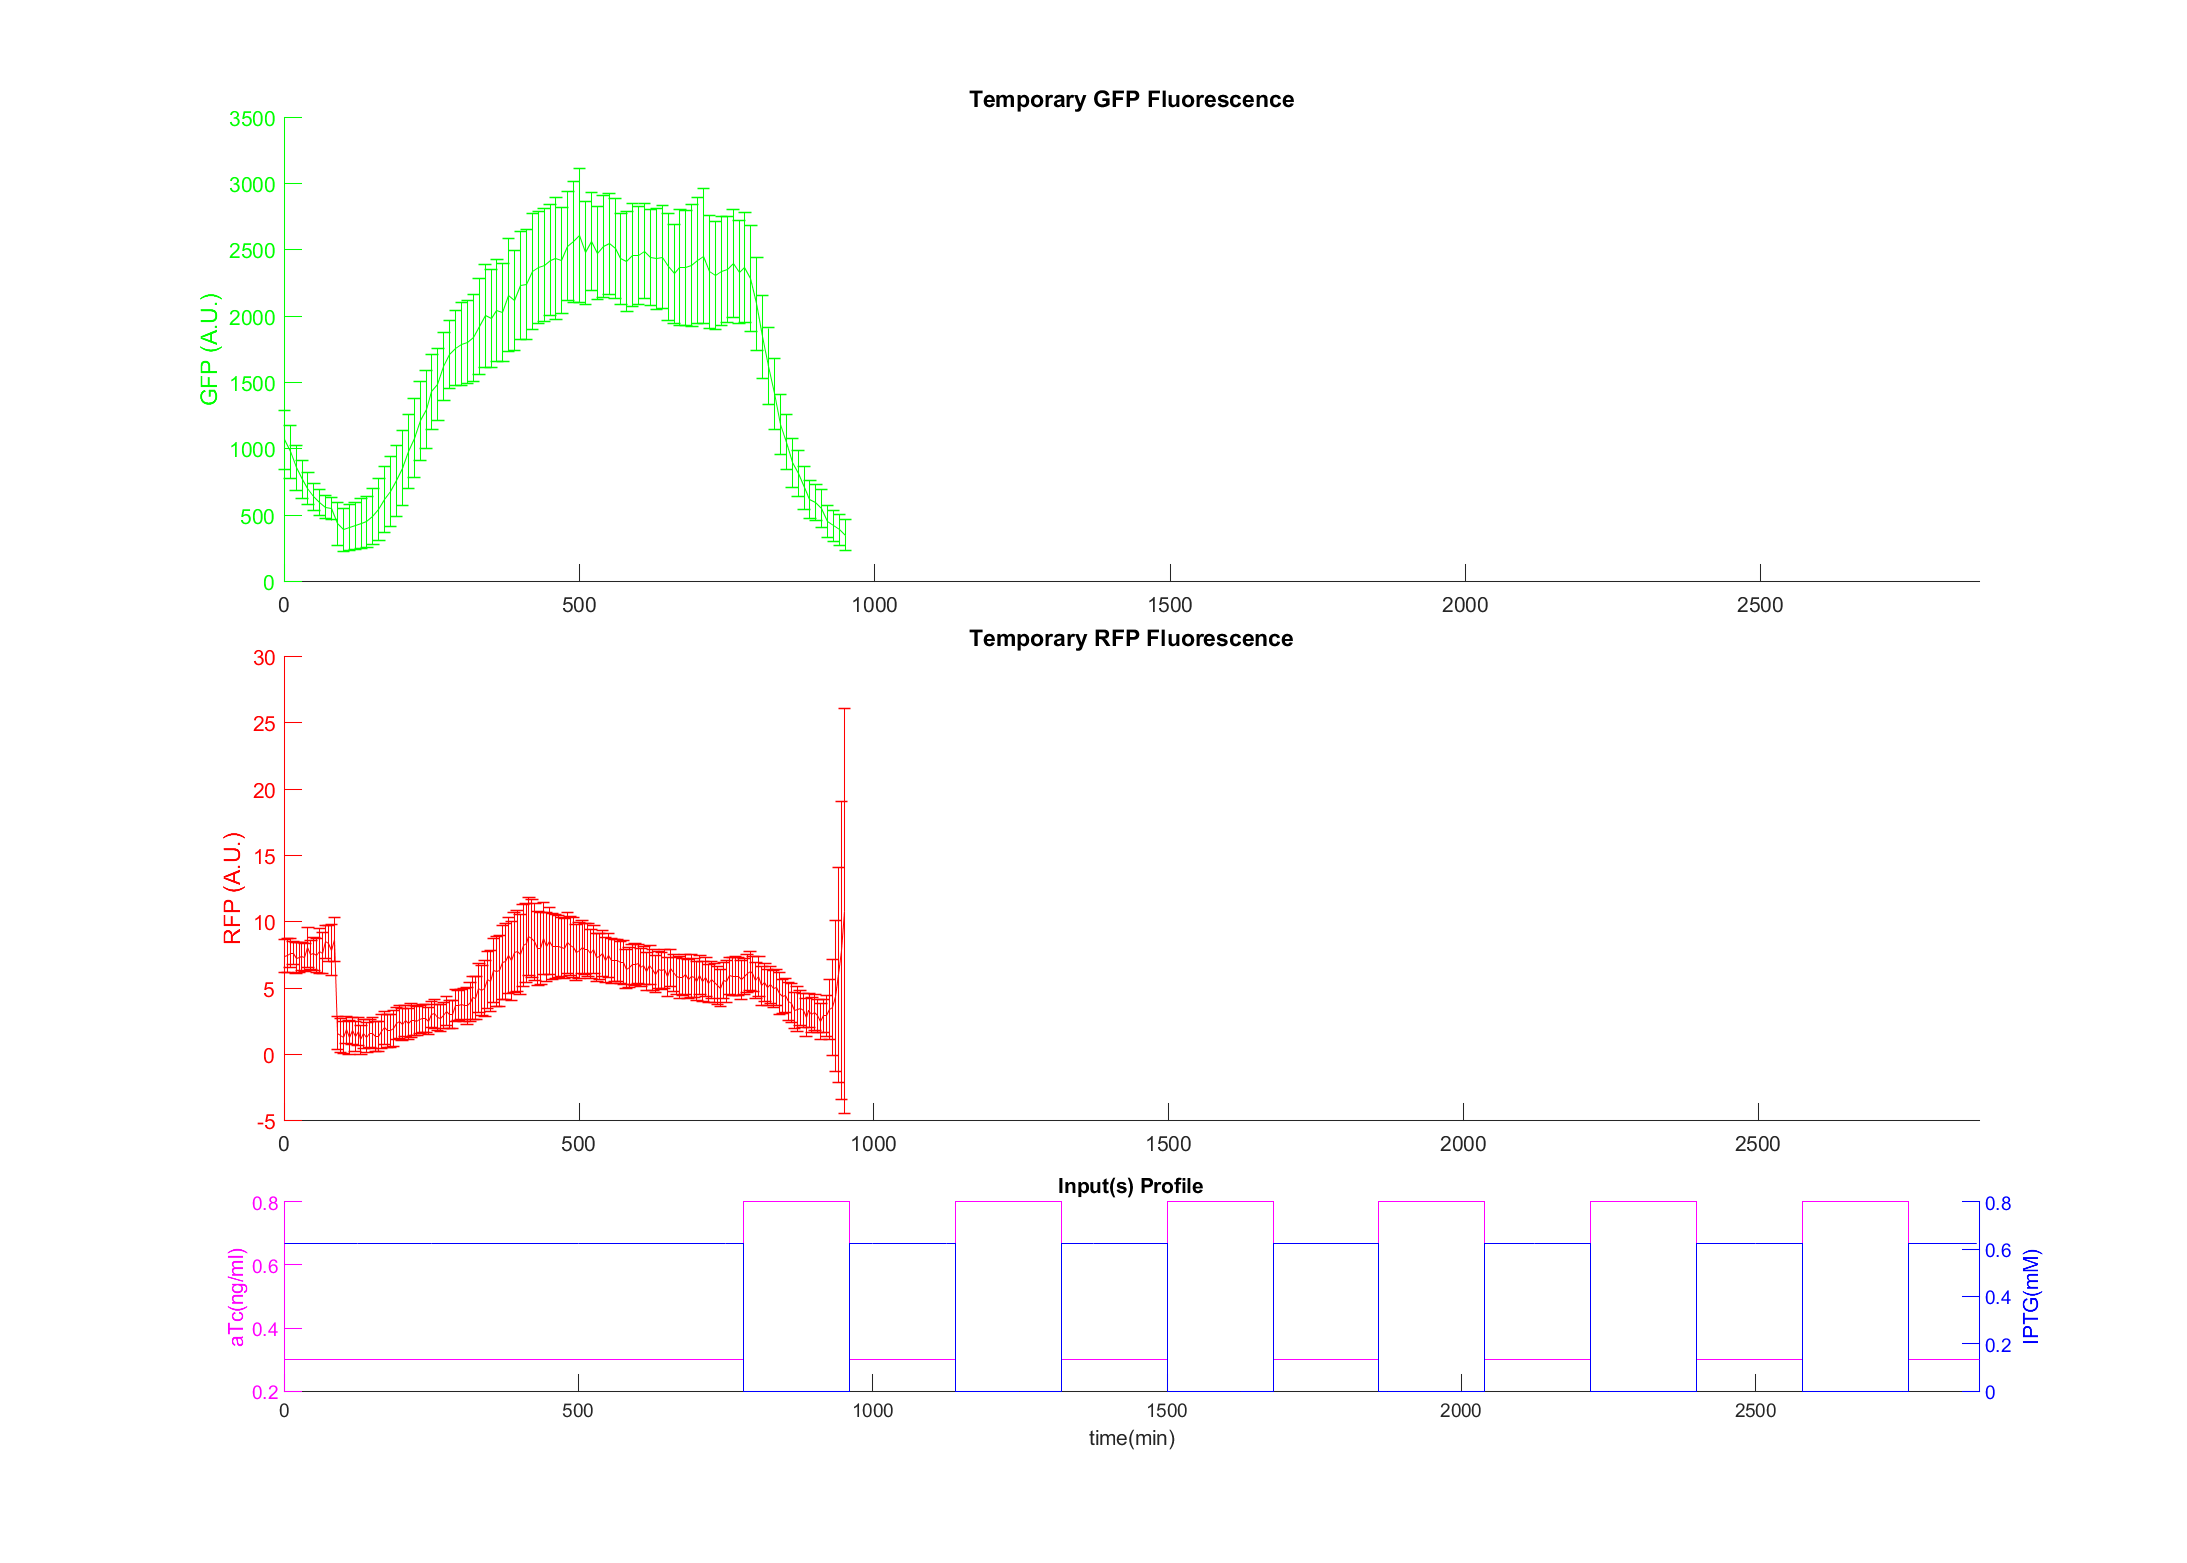 Temporary GFP Fluorescence
3500
3000
2500
2000
1500
1000
500
0
GFP (A.U.)
0 500 1000 1500 2000 2500
Temporary RFP Fluorescence
30
25
20
15
10
5
0
-5
RFP (A.U.)
0 500 1000 1500 2000 2500
Input(s) Profile
0.8
0.6
0.4
0.2
aTc(ng/ml)
0.8
0.6
0.4
0.2
0
IPTG(mM)
0 500 1000 1500 2000 2500
time(min)